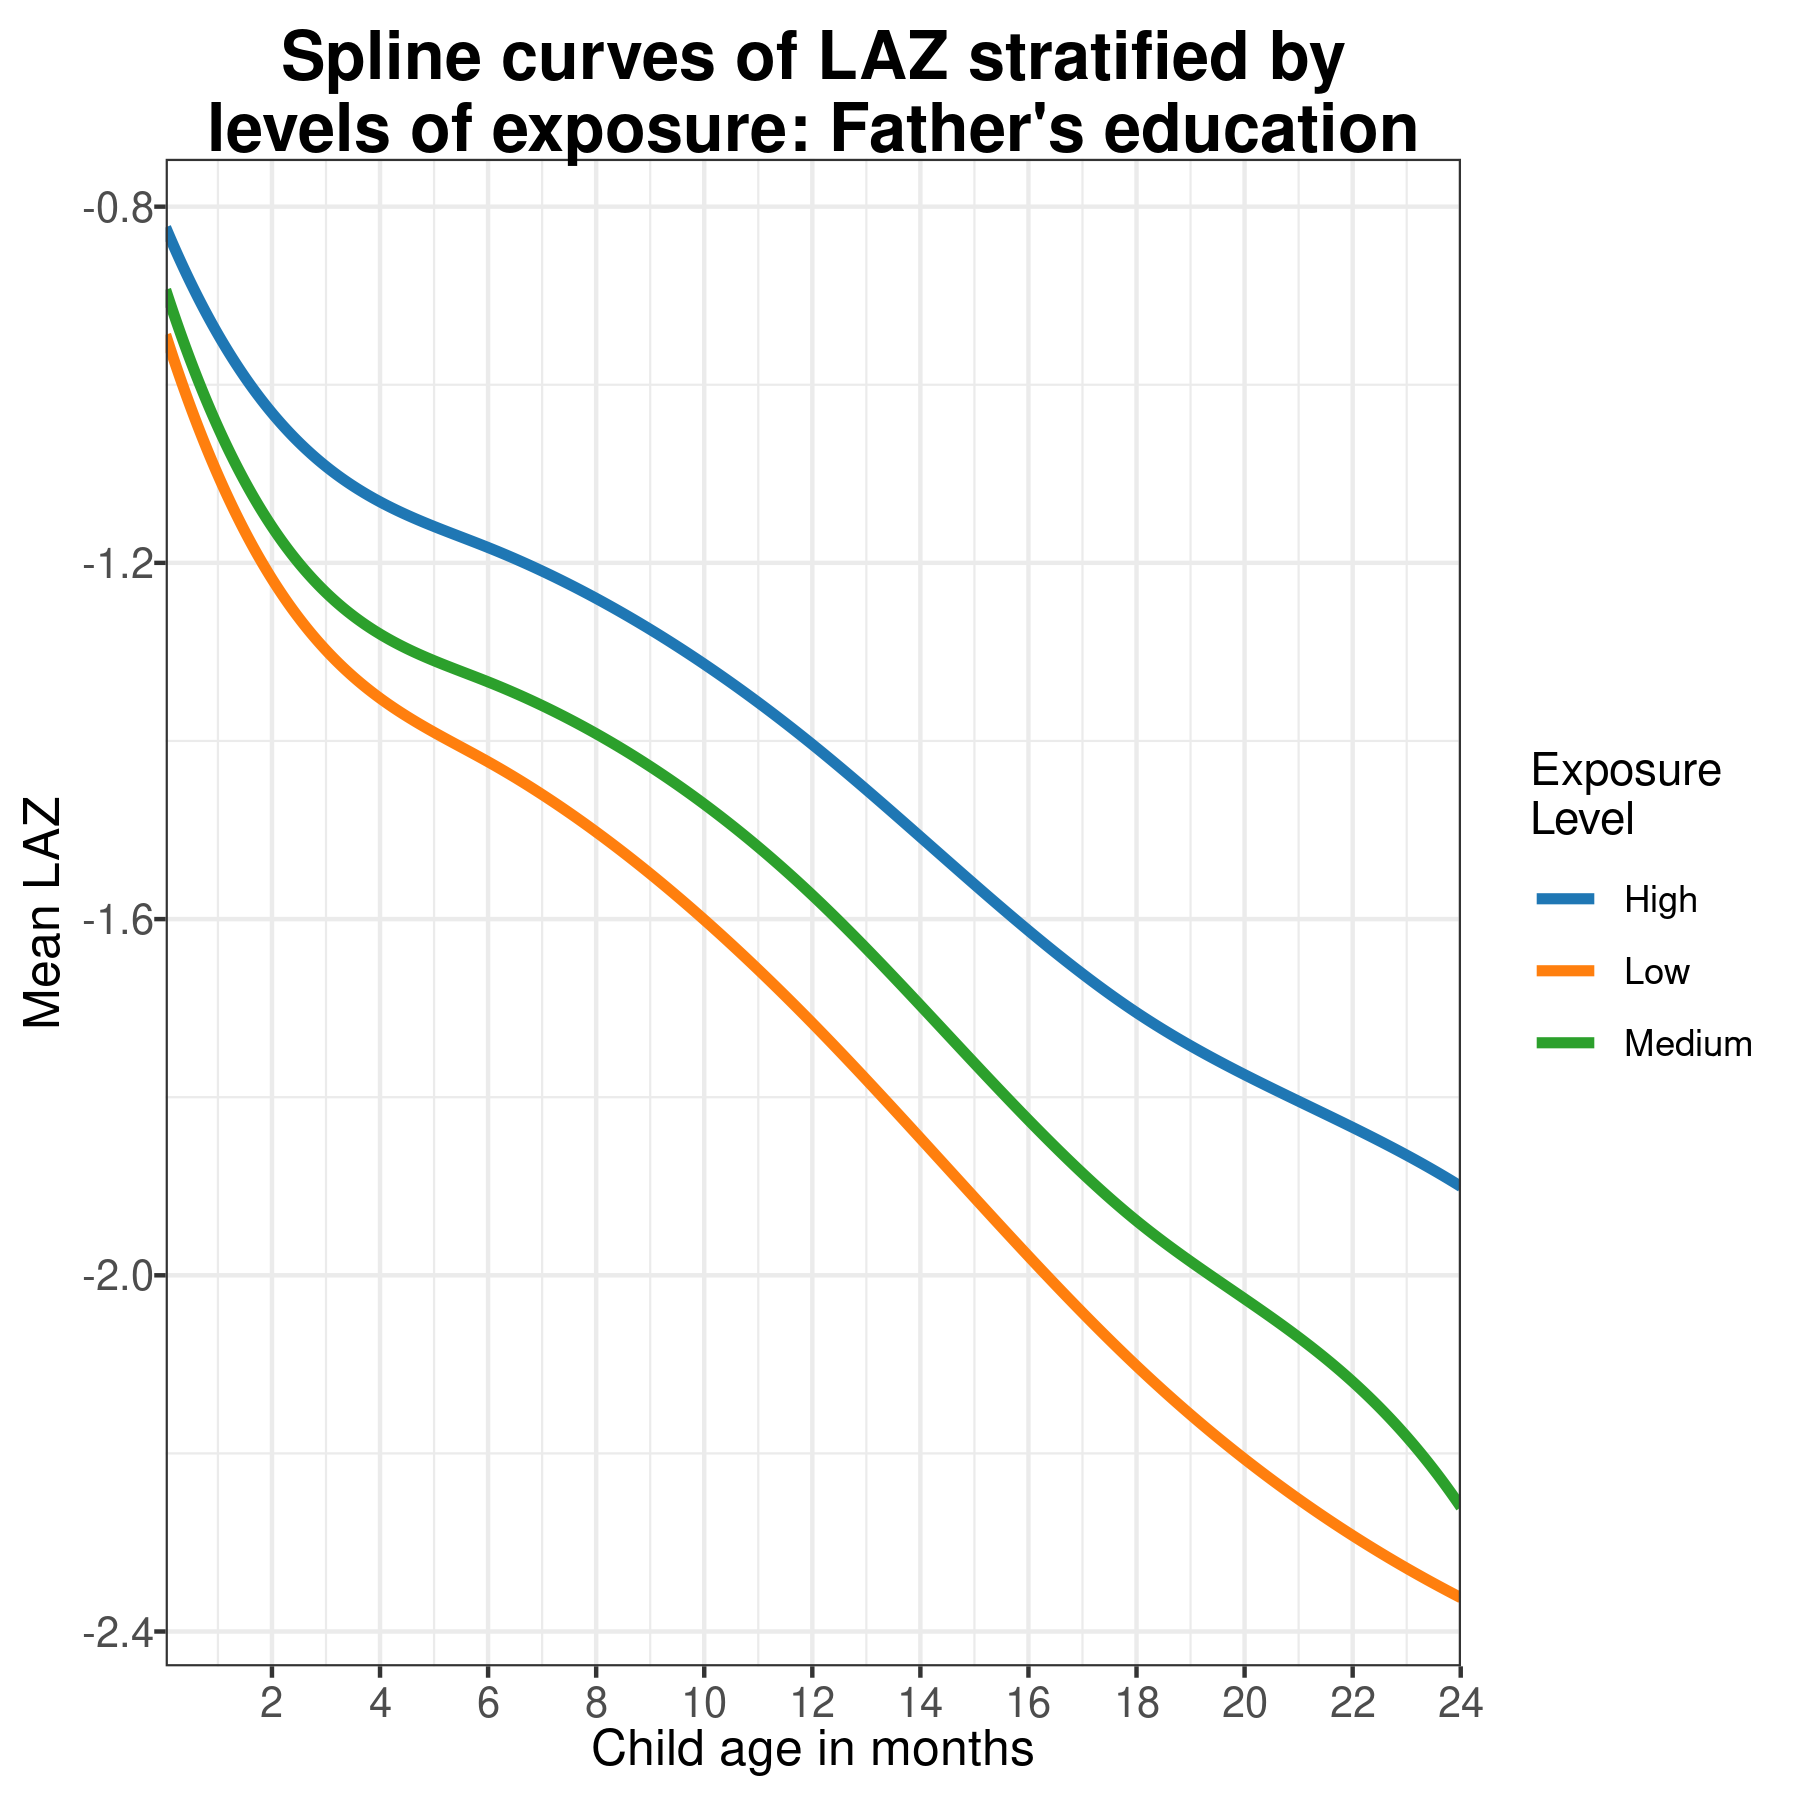 Spline curves of LAZ stratified by
levels of exposure: Father's education
Mean LAZ
-0.8
-1.2
-1.6
-2.0
-2.4
2 4 6 8 10 12 14 16 18 20 22 24
Child age in months
Exposure
Level
High
Low
Medium